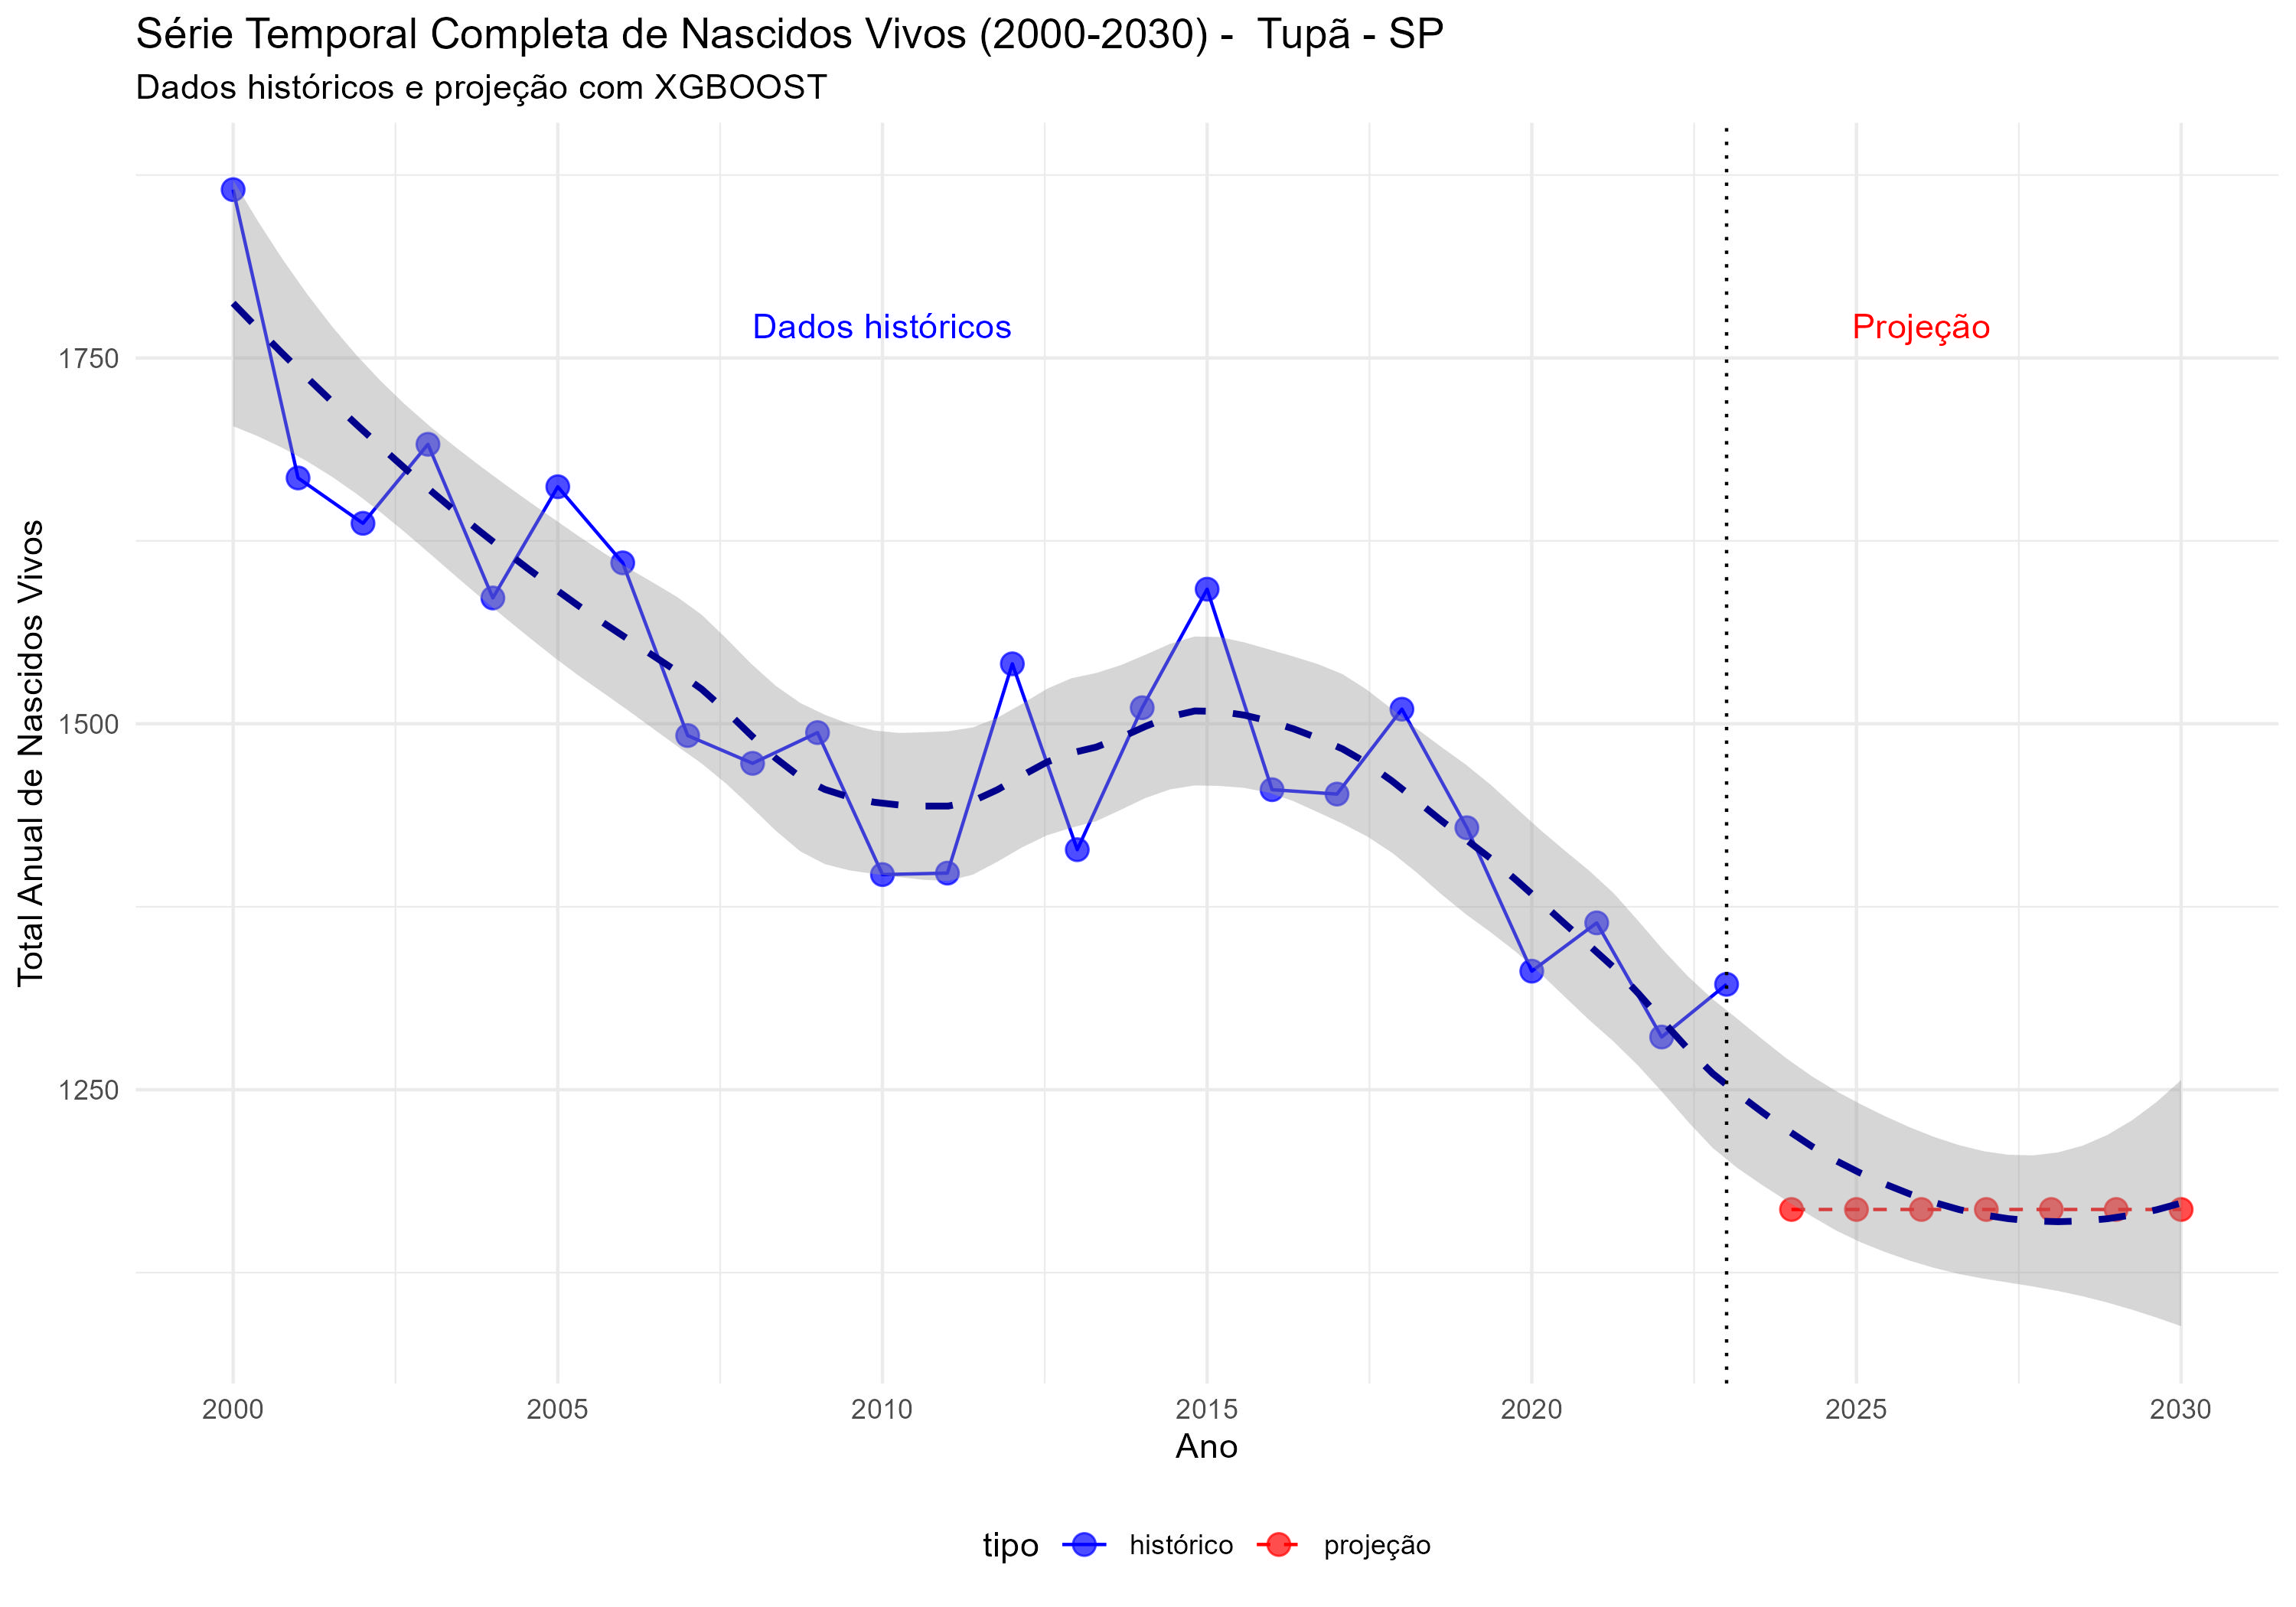 Série Temporal Completa de Nascidos Vivos (2000-2030) -  Tupã - SP
Dados históricos e projeção com XGBOOST
Dados históricos
Projeção
1750
1500
1250
Total Anual de Nascidos Vivos
2000 2005 2010 2015 2020 2025 2030
Ano
tipo histórico projeção